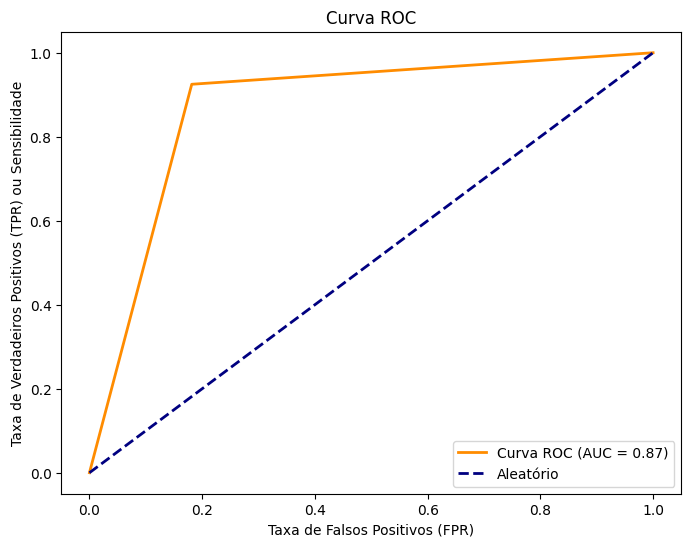 Curva ROC
Taxa de Verdadeiros Positivos (TPR) ou Sensibilidade
1.0
0.8
0.6
0.4
0.2
0.0
Curva ROC (AUC = 0.87)
Aleatório
0.0
0.2
0.4
0.6
0.8
1.0
Taxa de Falsos Positivos (FPR)